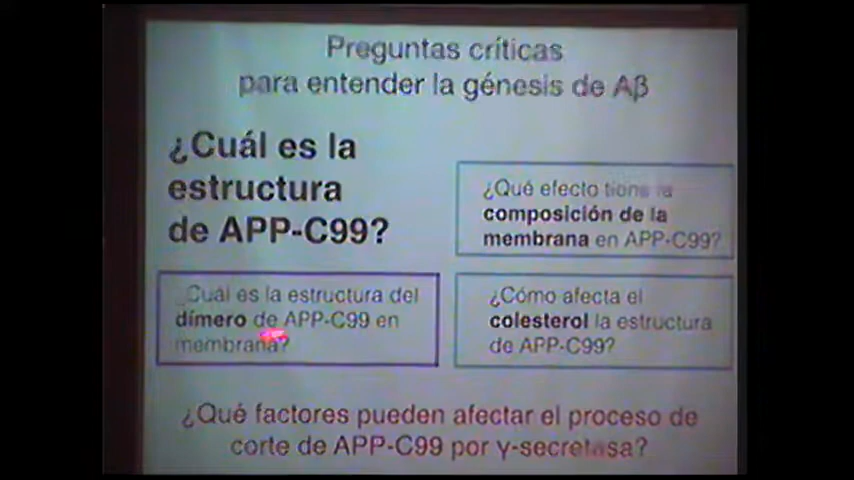 Preguntas críticas
para entender la génesis de Aβ
¿Cuál es la
estructura
de APP-C99?
¿Qué efecto tiene la
composición de la
membrana en APP-C99?
¿Cuál es la estructura del
dímero de APP-C99 en
membrana?
¿Cómo afecta el
colesterol la estructura
de APP-C99?
¿Qué factores pueden afectar el proceso de
corte de APP-C99 por γ-secretasa?